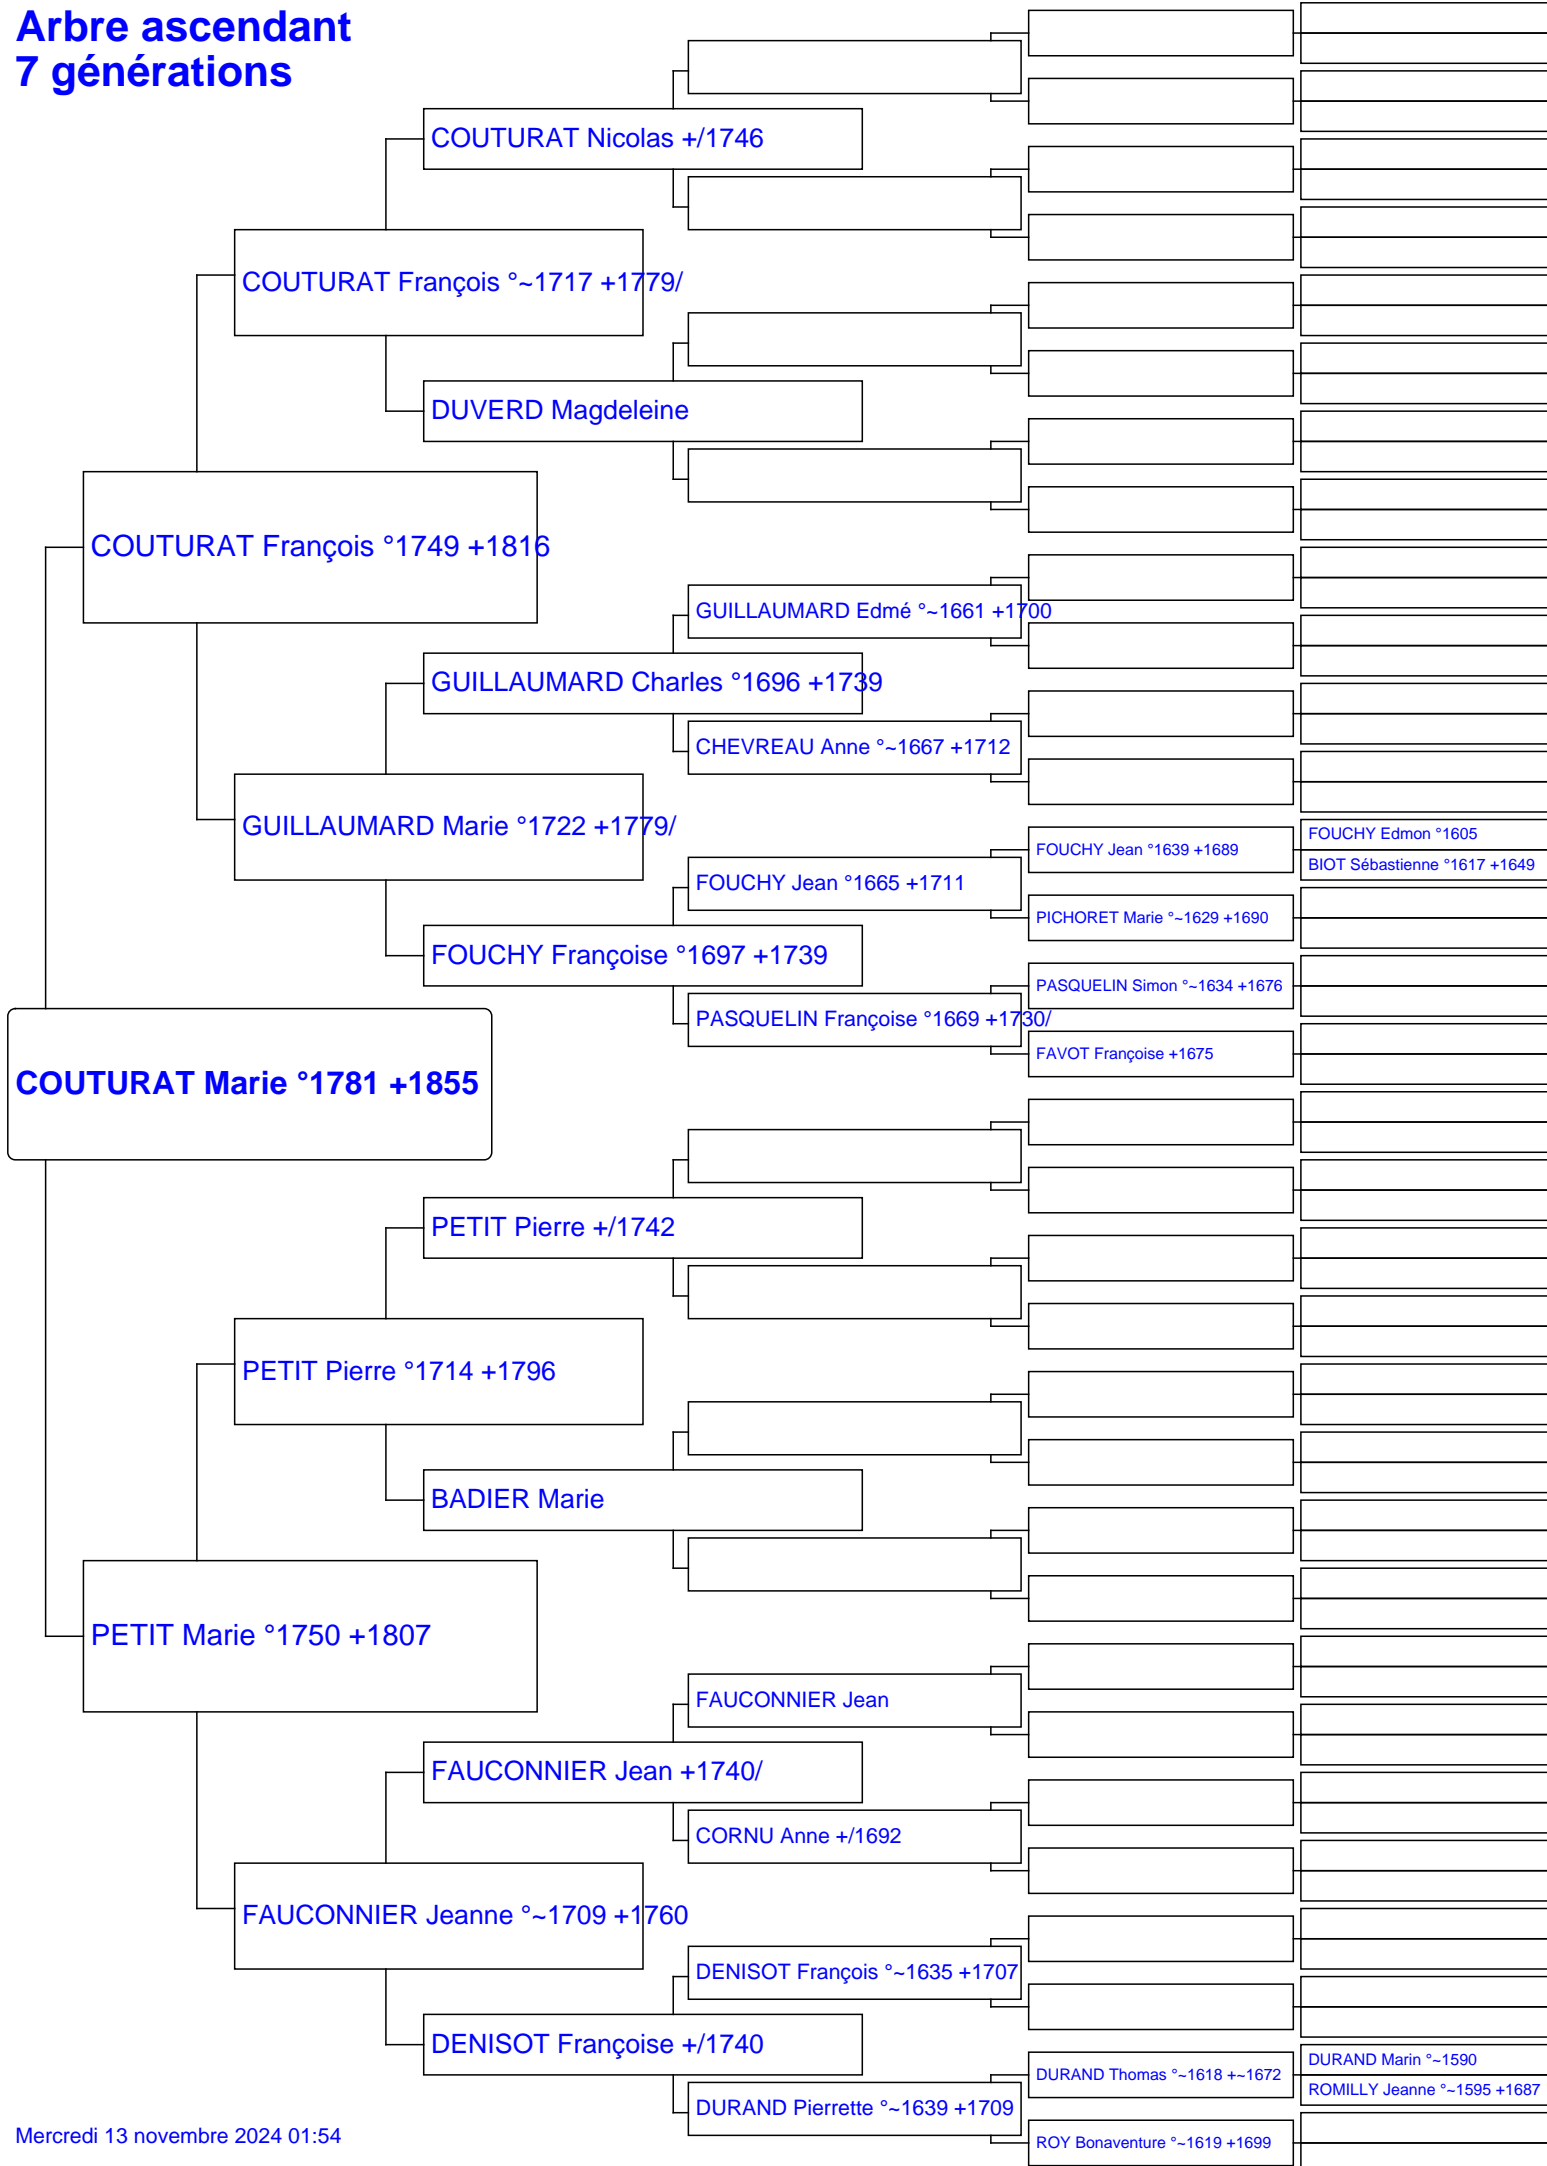 Arbre ascendant
7 générations
COUTURAT Nicolas +/1746
COUTURAT François °~1717 +1779/
DUVERD Magdeleine
COUTURAT François °1749 +1816
GUILLAUMARD Edmé °~1661 +1700
GUILLAUMARD Charles °1696 +1739
CHEVREAU Anne °~1667 +1712
GUILLAUMARD Marie °1722 +1779/
FOUCHY Edmon °1605
FOUCHY Jean °1639 +1689
BIOT Sébastienne °1617 +1649
FOUCHY Jean °1665 +1711
PICHORET Marie °~1629 +1690
FOUCHY Françoise °1697 +1739
PASQUELIN Simon °~1634 +1676
PASQUELIN Françoise °1669 +1730/
FAVOT Françoise +1675
COUTURAT Marie °1781 +1855
PETIT Pierre +/1742
PETIT Pierre °1714 +1796
BADIER Marie
PETIT Marie °1750 +1807
FAUCONNIER Jean
FAUCONNIER Jean +1740/
CORNU Anne +/1692
FAUCONNIER Jeanne °~1709 +1760
DENISOT François °~1635 +1707
DENISOT Françoise +/1740
DURAND Marin °~1590
DURAND Thomas °~1618 +~1672
ROMILLY Jeanne °~1595 +1687
DURAND Pierrette °~1639 +1709
ROY Bonaventure °~1619 +1699
Mercredi 13 novembre 2024 01:54